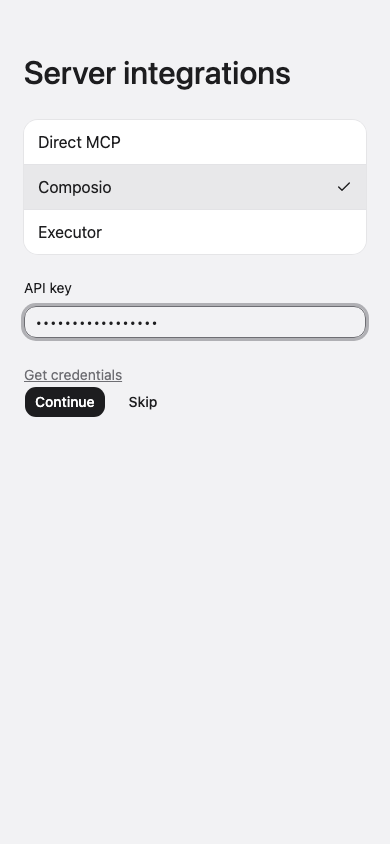 Server integrations
Direct MCP
Composio
Executor
API key
••••••••••••••••
Get credentials
Continue Skip